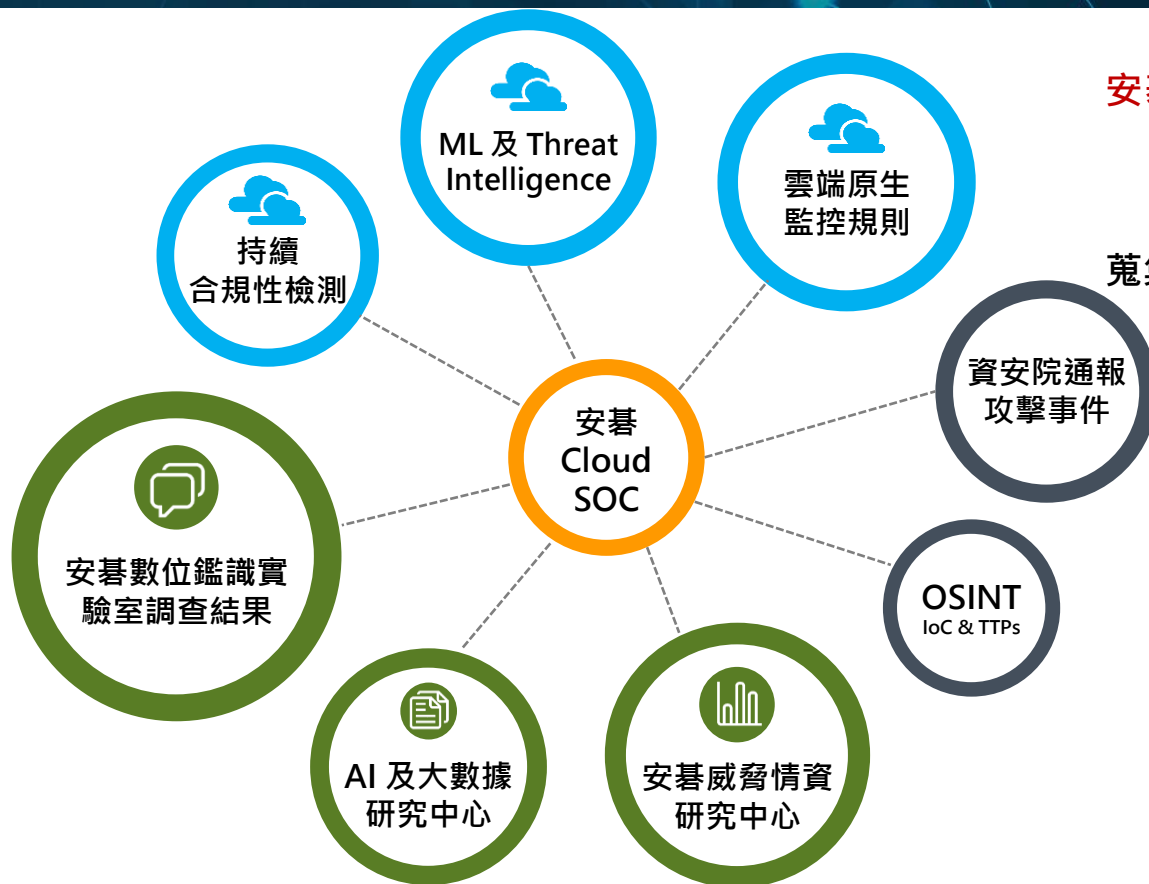 ML 及 Threat
Intelligence
雲端原生
監控規則
持續
合規性檢測
安碁
Cloud
SOC
資安院通報
攻擊事件
安碁數位鑑識實
驗室調查結果
OSINT
IoC & TTPs
AI 及大數據
研究中心
安碁威脅情資
研究中心
安
蒐